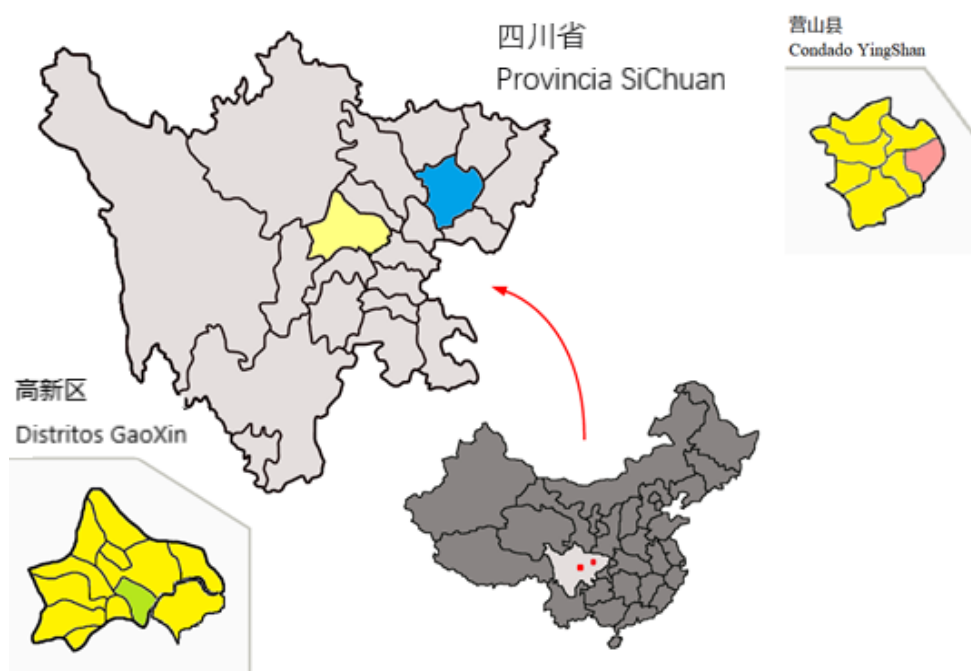 四川省
Provincia SiChuan
营山县
Condado YingShan
高新区
Distritos GaoXin